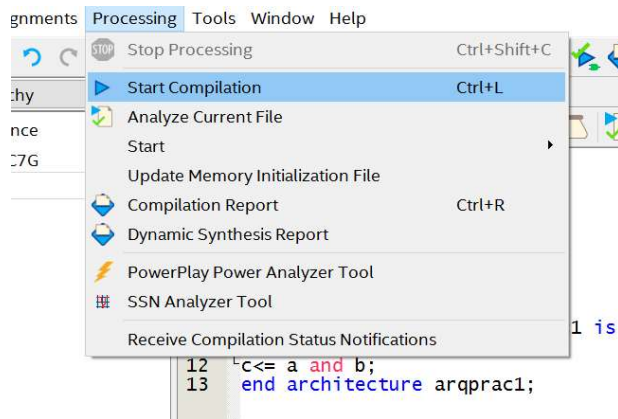 gnments Processing Tools Window Help
STOP Stop Processing Ctrl+Shift+C
Start Compilation Ctrl+L
Analyze Current File
Start
Update Memory Initialization File
Compilation Report Ctrl+R
Dynamic Synthesis Report
PowerPlay Power Analyzer Tool
SSN Analyzer Tool
Receive Compilation Status Notifications
hy
nce
C7G
1 is
12 c<= a and b;
13 end architecture arqprac1;